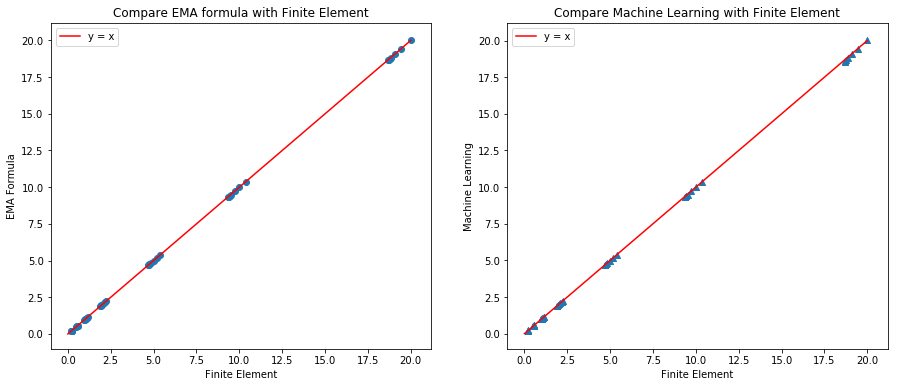 Compare EMA formula with Finite Element
y = x
20.0
17.5
15.0
12.5
10.0
7.5
5.0
2.5
0.0
EMA Formula
0.0 2.5 5.0 7.5 10.0 12.5 15.0 17.5 20.0
Finite Element
Compare Machine Learning with Finite Element
y = x
20.0
17.5
15.0
12.5
10.0
7.5
5.0
2.5
0.0
Machine Learning
0.0 2.5 5.0 7.5 10.0 12.5 15.0 17.5 20.0
Finite Element